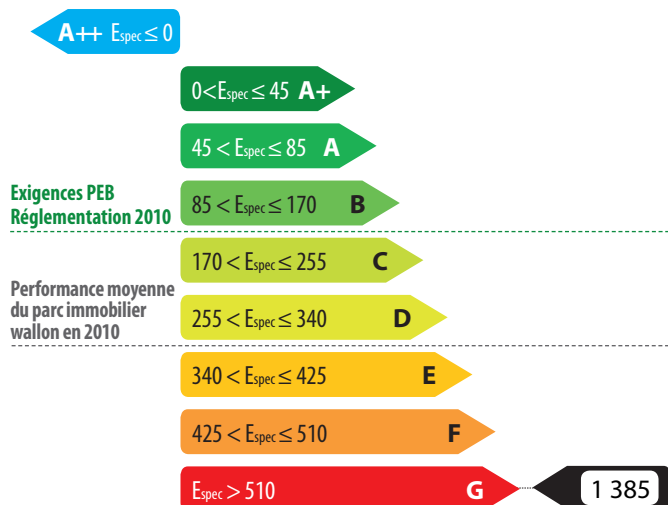 A++ Espec ≤ 0
0<Espec ≤ 45 A+
45 < Espec ≤ 85 A
Exigences PEB
Réglementation 2010
85 < Espec ≤ 170 B
170 < Espec ≤ 255 C
Performance moyenne
du parc immobilier
wallon en 2010
255 < Espec ≤ 340 D
340 < Espec ≤ 425 E
425 < Espec ≤ 510 F
Espec > 510 G
1 385